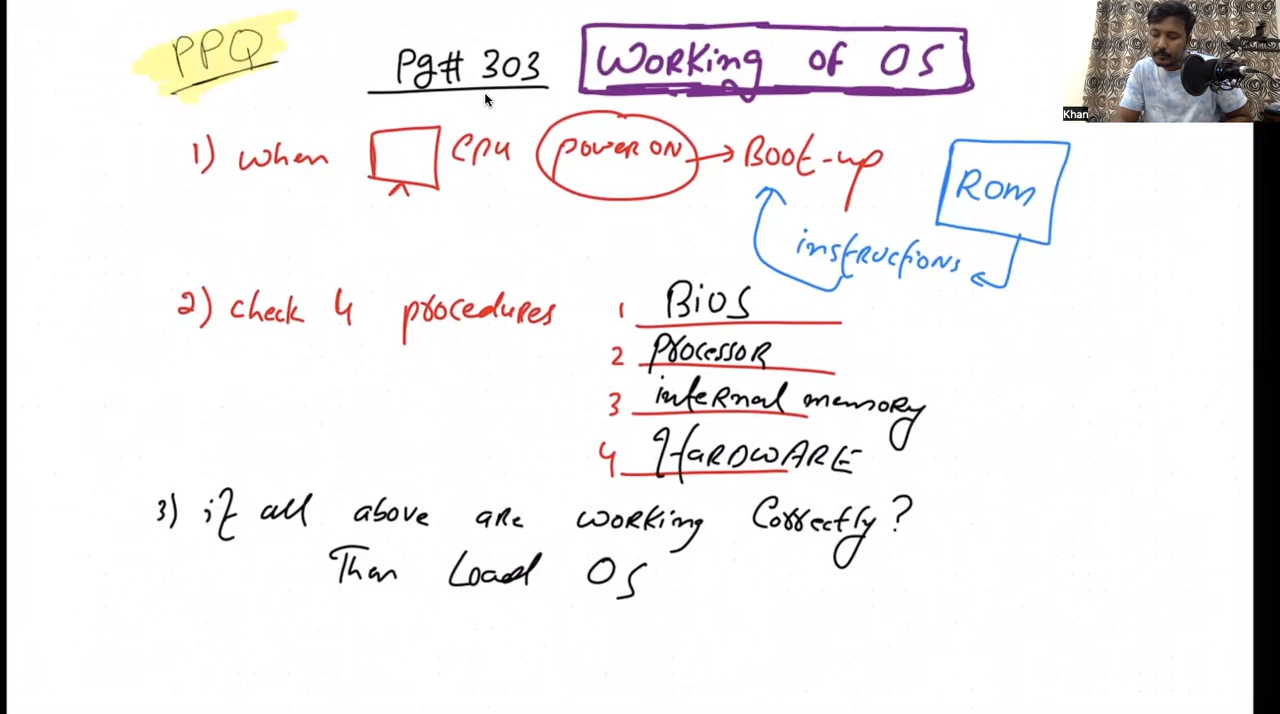 PPQ
Pg# 303
Working of OS
1) when CPU power ON → Boot-up
ROM
instructions
2) check 4 procedures
1 BiOS
2 processor
3 internal memory
4 HARDWARE
3) if all above are working Correctly?
Then Load OS
Khan